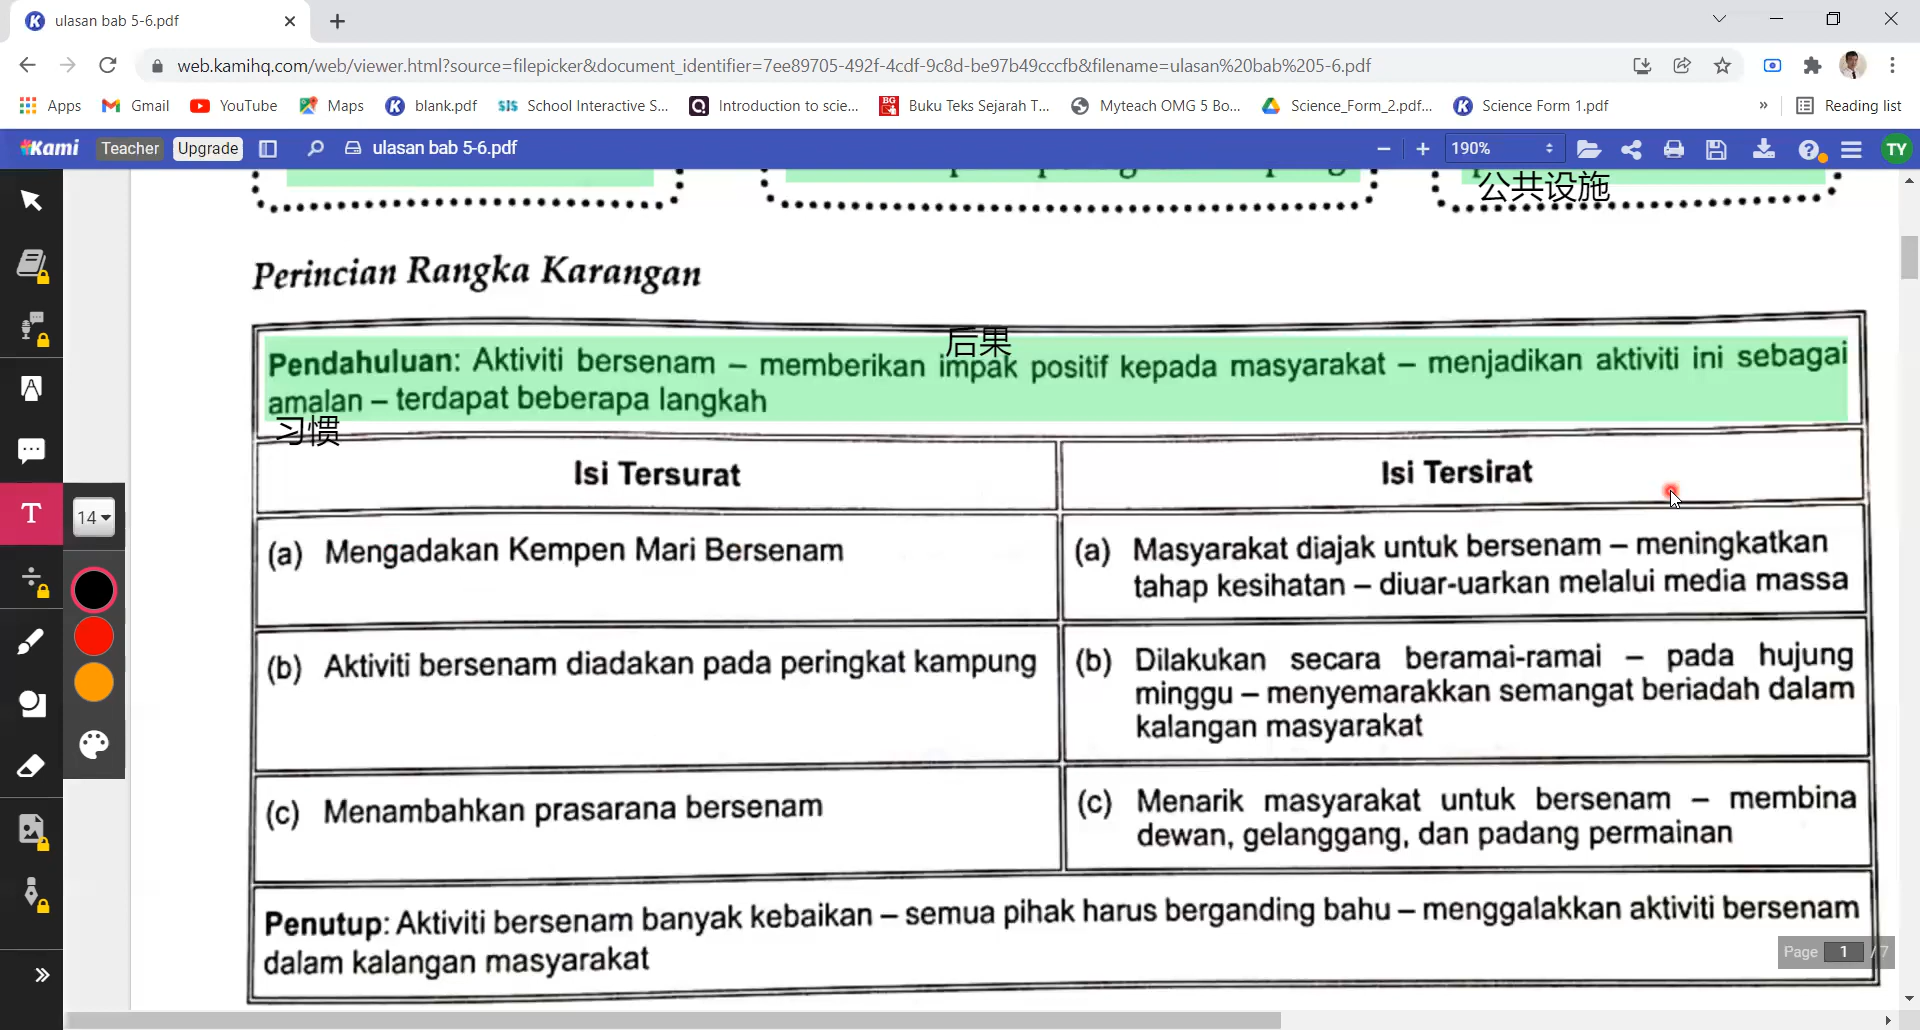 ulasan bab 5-6.pdf
web.kamihq.com/web/viewer.html?source=filepicker&document_identifier=7ee89705-492f-4cdf-9c8d-be97b49cccfb&filename=ulasan%20bab%205-6.pdf
Apps Gmail YouTube Maps blank.pdf School Interactive S... Introduction to scie... Buku Teks Sejarah T... Myteach OMG 5 Bo... Science_Form_2.pdf... Science Form 1.pdf » Reading list
Kami Teacher Upgrade ulasan bab 5-6.pdf 190% TY
公共设施
Perincian Rangka Karangan
后果
Pendahuluan: Aktiviti bersenam – memberikan impak positif kepada masyarakat – menjadikan aktiviti ini sebagai
amalan – terdapat beberapa langkah
习惯
Isi Tersurat
Isi Tersirat
(a) Mengadakan Kempen Mari Bersenam
(a) Masyarakat diajak untuk bersenam – meningkatkan
tahap kesihatan – diuar-uarkan melalui media massa
(b) Aktiviti bersenam diadakan pada peringkat kampung
(b) Dilakukan secara beramai-ramai – pada hujung
minggu – menyemarakkan semangat beriadah dalam
kalangan masyarakat
(c) Menambahkan prasarana bersenam
(c) Menarik masyarakat untuk bersenam – membina
dewan, gelanggang, dan padang permainan
Penutup: Aktiviti bersenam banyak kebaikan – semua pihak harus berganding bahu – menggalakkan aktiviti bersenam
dalam kalangan masyarakat
T 14
Page 1 / 7